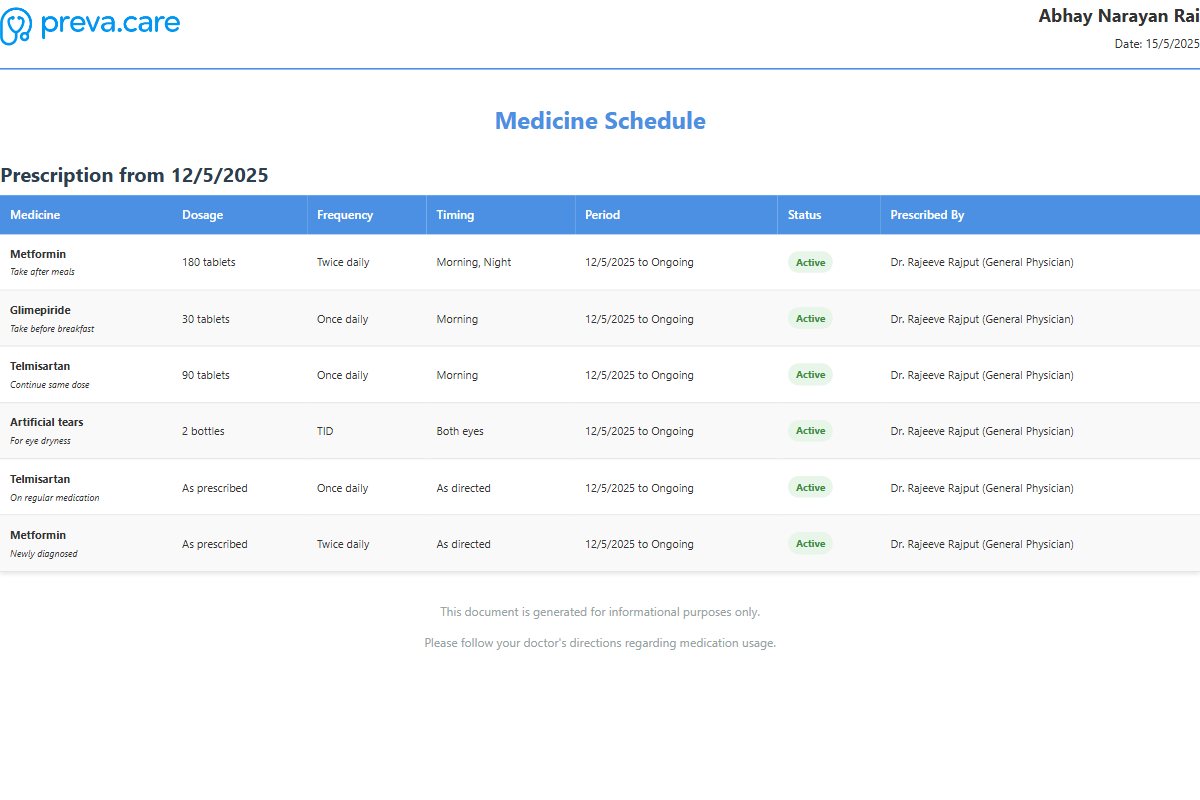 preva.care
Abhay Narayan Rai
Date: 15/5/2025
Medicine Schedule
Prescription from 12/5/2025
Medicine Dosage Frequency Timing Period Status Prescribed By
Metformin
Take after meals
180 tablets Twice daily Morning, Night 12/5/2025 to Ongoing Active Dr. Rajeeve Rajput (General Physician)
Glimepiride
Take before breakfast
30 tablets Once daily Morning 12/5/2025 to Ongoing Active Dr. Rajeeve Rajput (General Physician)
Telmisartan
Continue same dose
90 tablets Once daily Morning 12/5/2025 to Ongoing Active Dr. Rajeeve Rajput (General Physician)
Artificial tears
For eye dryness
2 bottles TID Both eyes 12/5/2025 to Ongoing Active Dr. Rajeeve Rajput (General Physician)
Telmisartan
On regular medication
As prescribed Once daily As directed 12/5/2025 to Ongoing Active Dr. Rajeeve Rajput (General Physician)
Metformin
Newly diagnosed
As prescribed Twice daily As directed 12/5/2025 to Ongoing Active Dr. Rajeeve Rajput (General Physician)
This document is generated for informational purposes only.
Please follow your doctor's directions regarding medication usage.